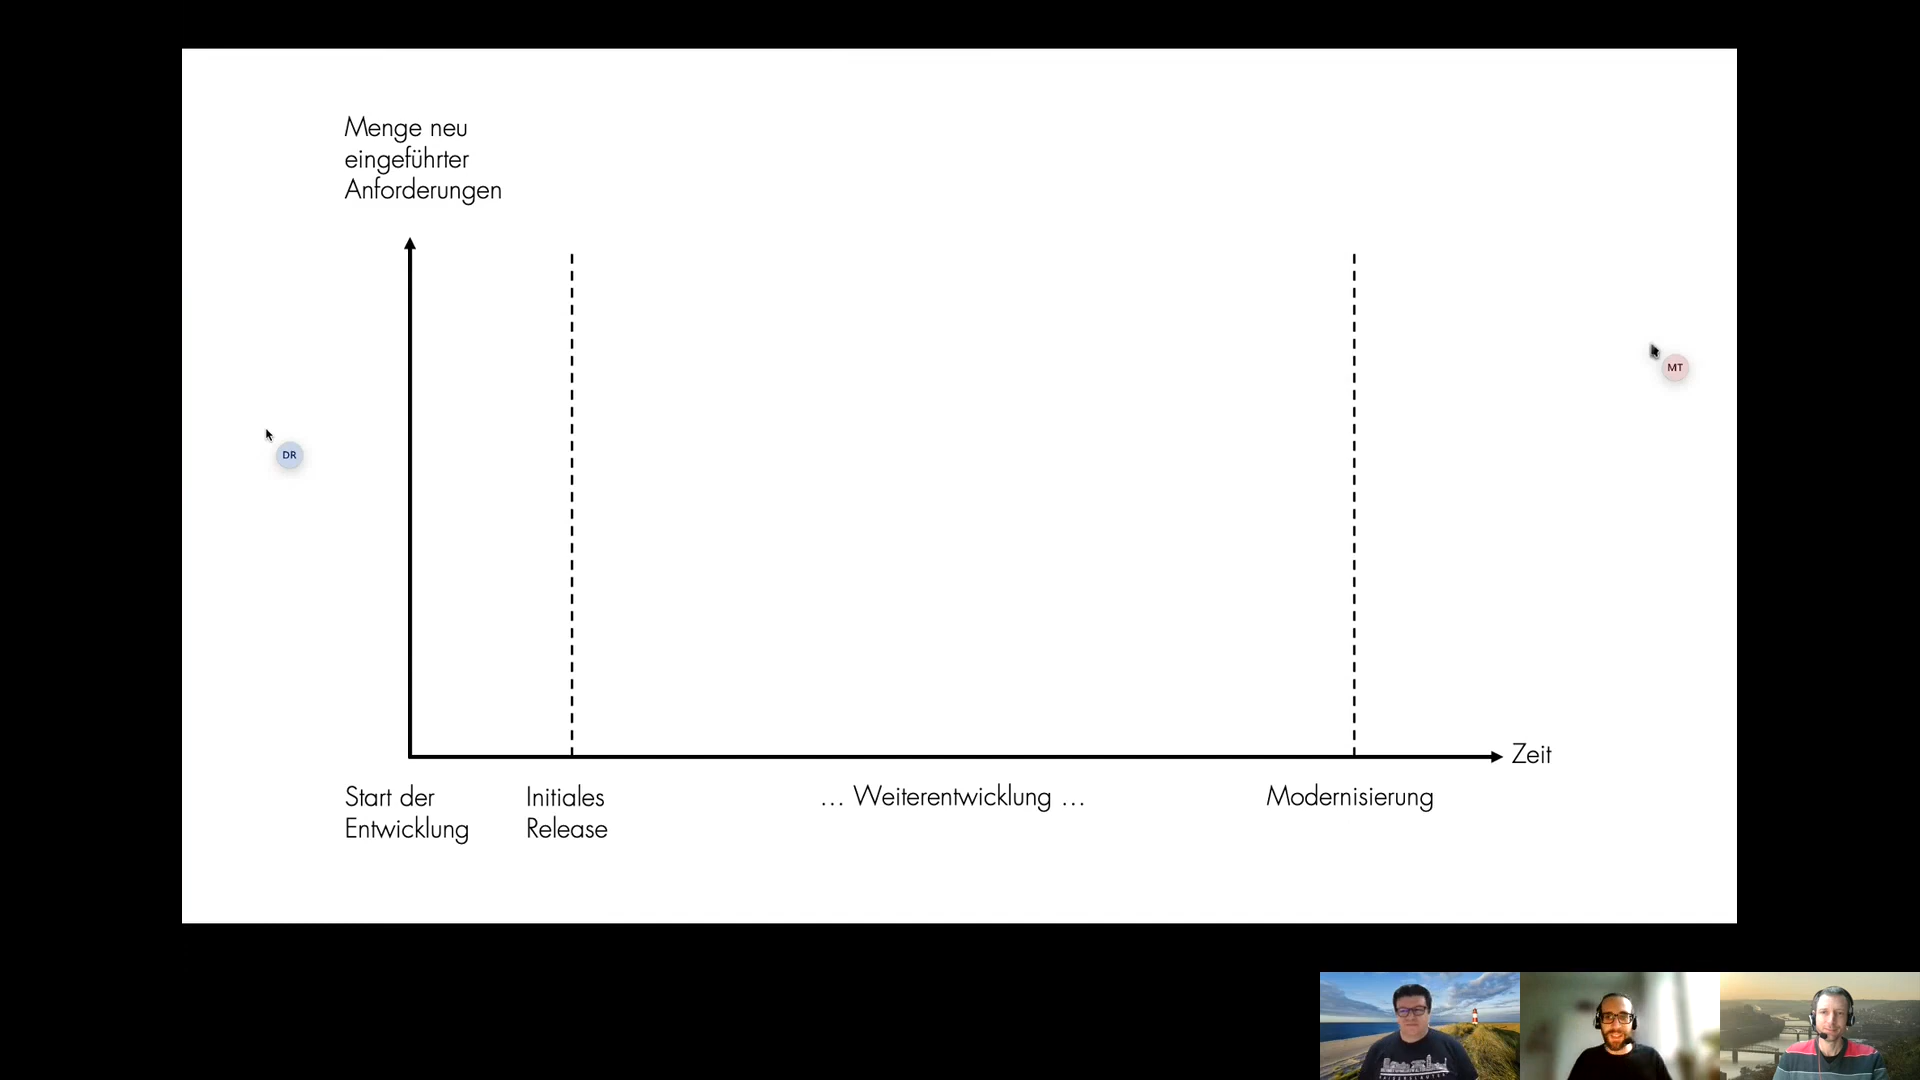 Menge neu
eingeführter
Anforderungen
MT
DR
Zeit
Start der
Entwicklung
Initiales
Release
... Weiterentwicklung ...
Modernisierung